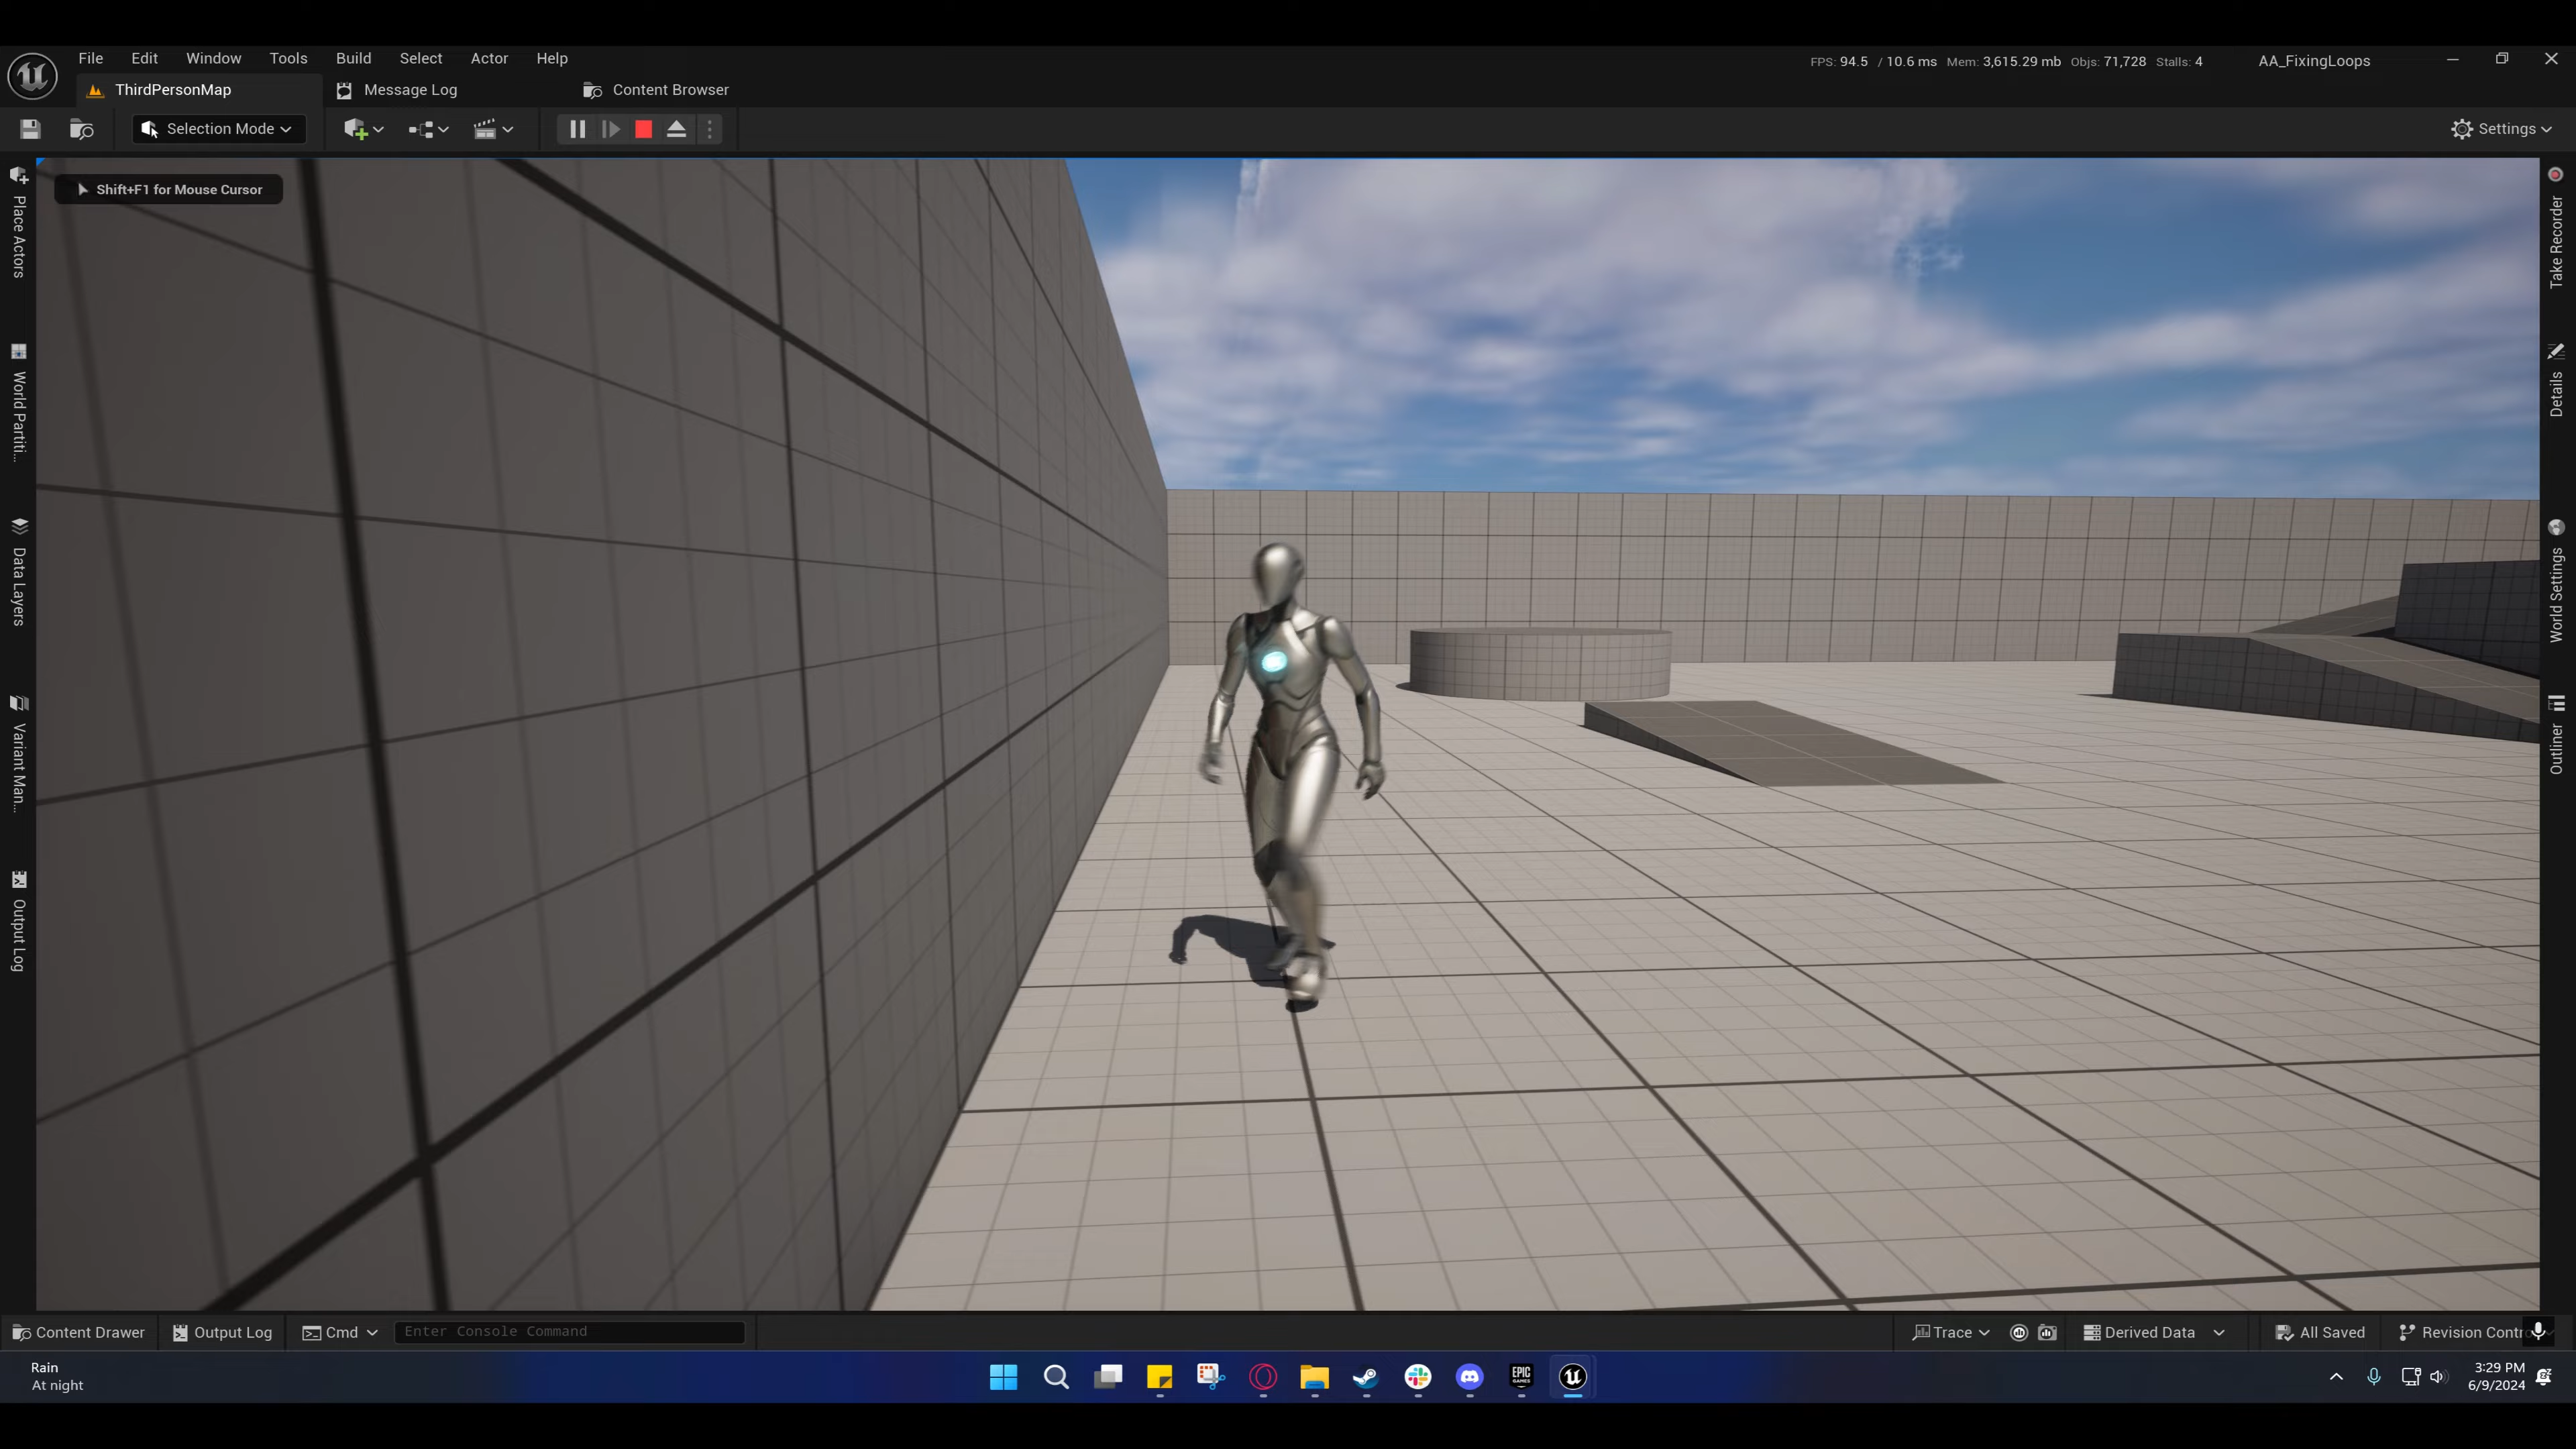 File Edit Window Tools Build Select Actor Help
FPS: 94.5 / 10.6 ms Mem: 3,615.29 mb Objs: 71,728 Stalls: 4
AA_FixingLoops
ThirdPersonMap
Message Log
Content Browser
Selection Mode
Settings
Shift+F1 for Mouse Cursor
Place Actors
World Partiti...
Data Layers
Variant Man...
Output Log
Take Recorder
Details
World Settings
Outliner
Content Drawer
Output Log
Cmd
Enter Console Command
Trace
Derived Data
All Saved
Revision Contro
Rain
At night
EPIC
GAMES
3:29 PM
6/9/2024